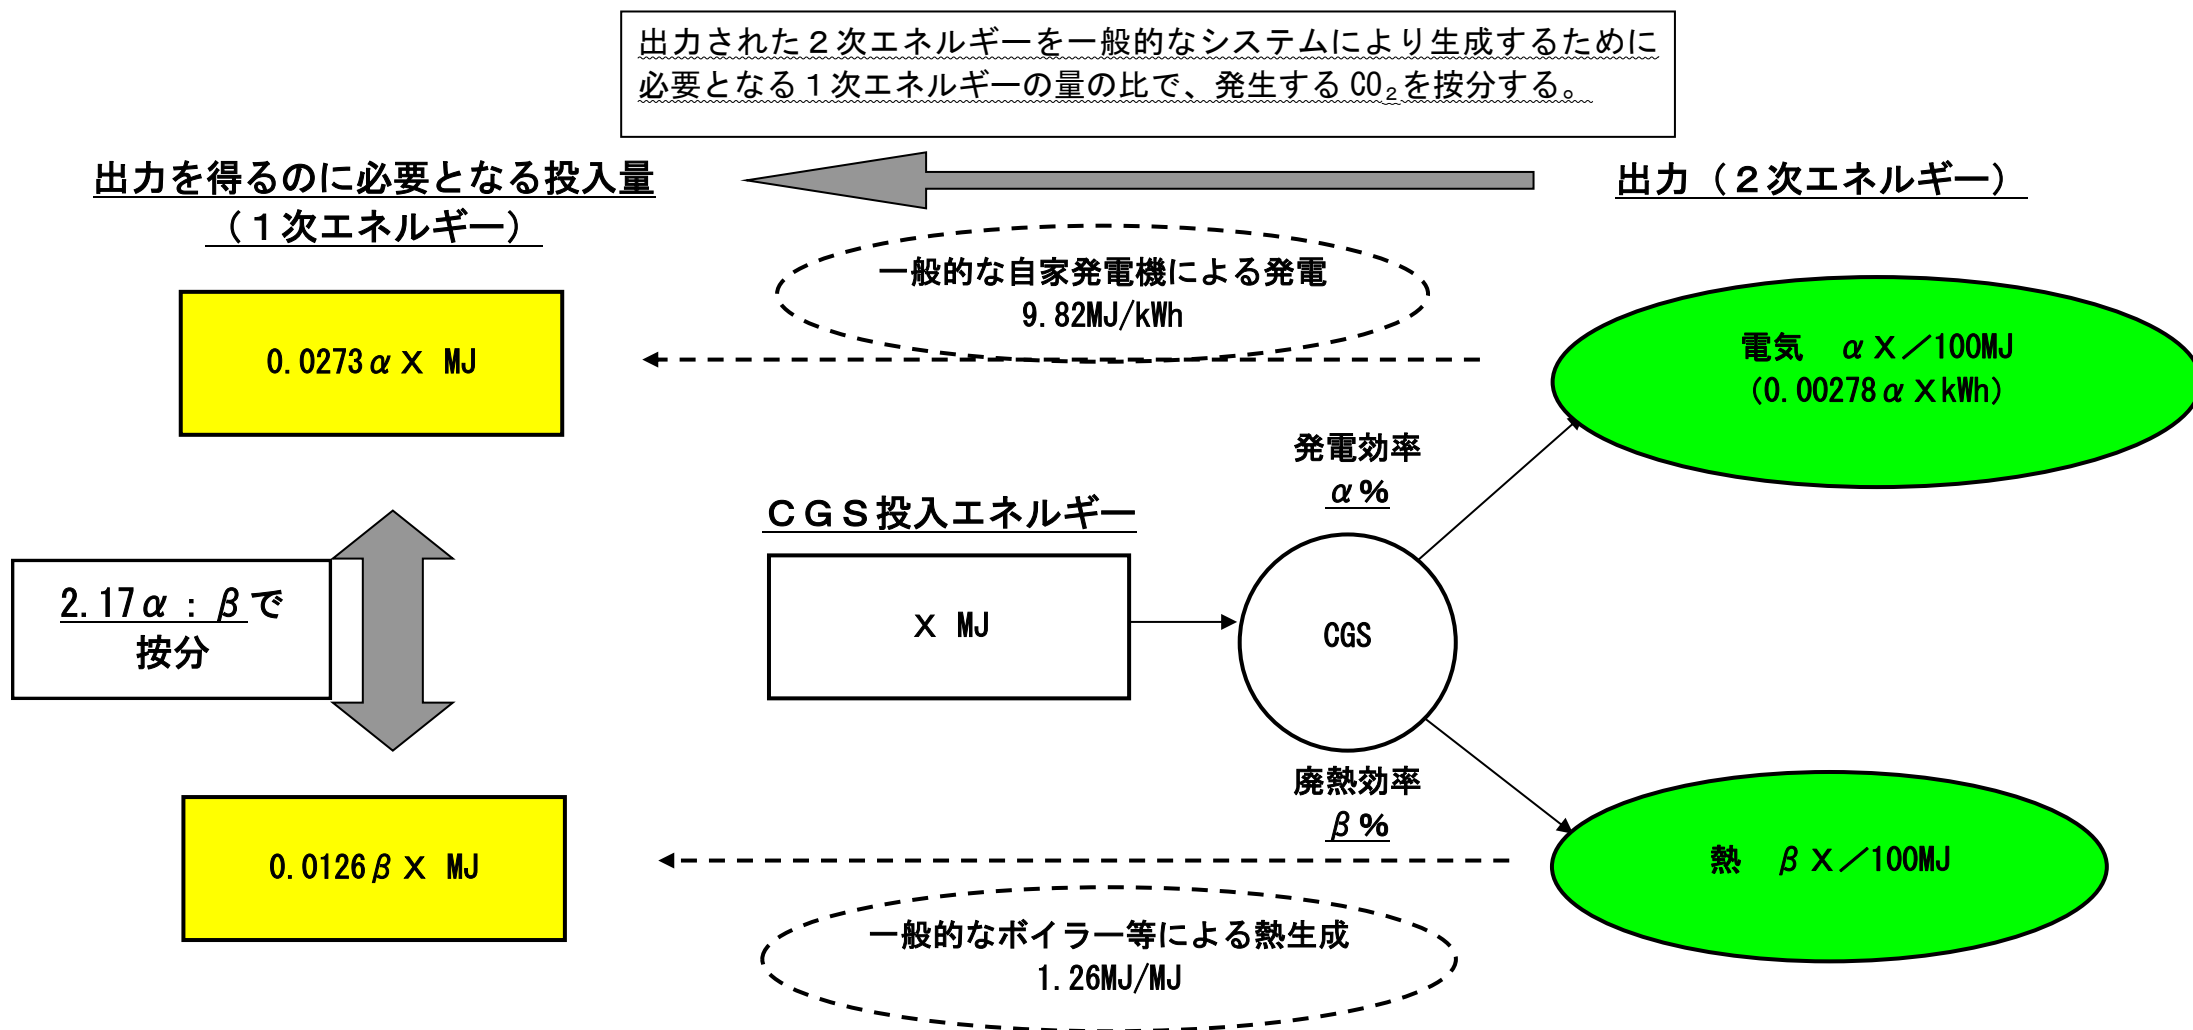 出力された２次エネルギーを一般的なシステムにより生成するために
必要となる１次エネルギーの量の比で、発生する CO₂を按分する。
出力を得るのに必要となる投入量
（１次エネルギー）
出力（２次エネルギー）
一般的な自家発電機による発電
9.82MJ/kWh
0.0273αＸ MJ
電気　αＸ／100MJ
（0.00278αＸkWh）
発電効率
α％
ＣＧＳ投入エネルギー
2.17α：βで
按分
Ｘ MJ
CGS
廃熱効率
β％
0.0126βＸ MJ
熱　βＸ／100MJ
一般的なボイラー等による熱生成
1.26MJ/MJ